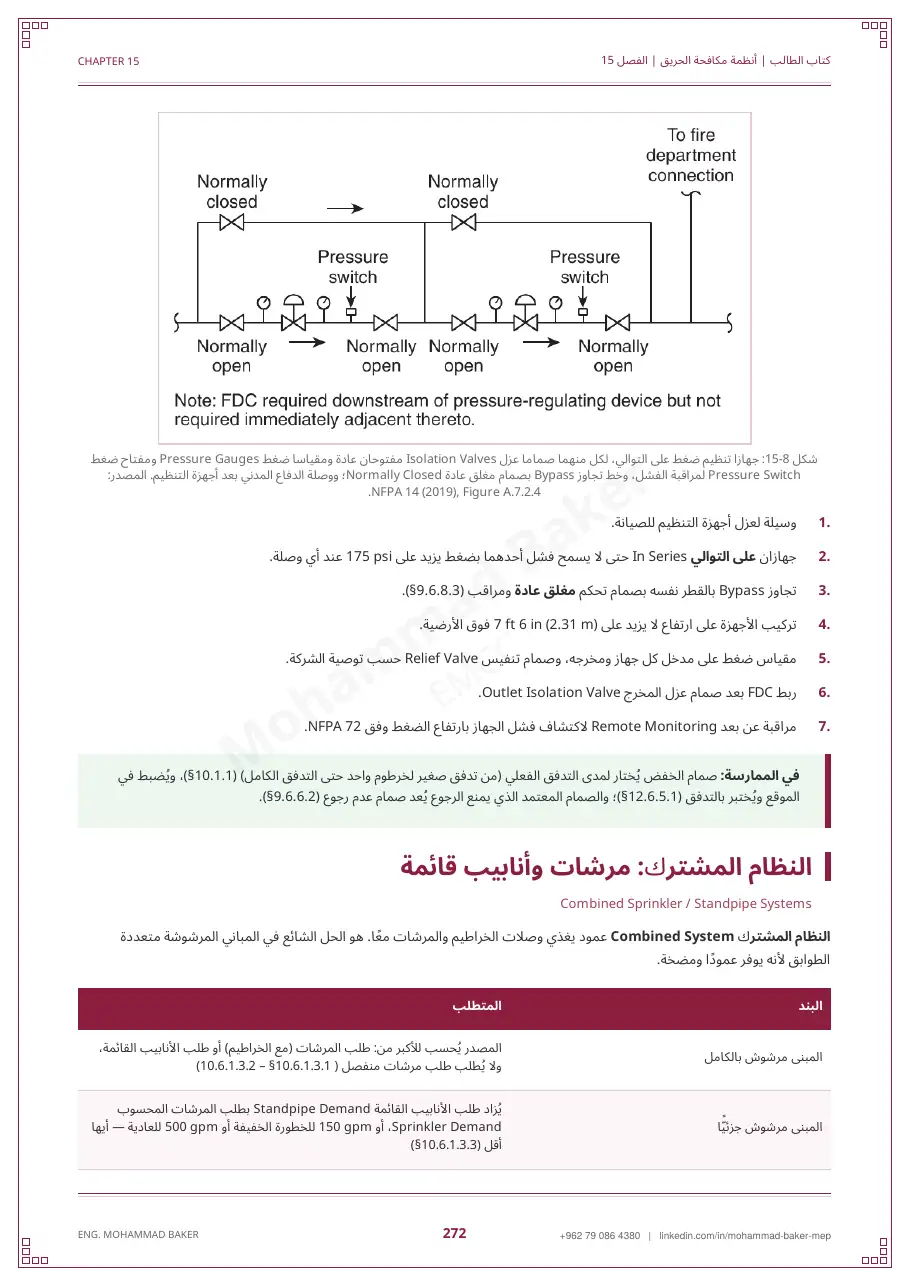 كتاب الطالب | أنظمة مكافحة الحريق | الفصل 15
CHAPTER 15
To fire
department
connection
Normally
closed
Normally
closed
Pressure
switch
Pressure
switch
Normally
open
Normally
open
Normally
open
Normally
open
Note: FDC required downstream of pressure-regulating device but not
required immediately adjacent thereto.
شكل 8-15: جهازا تنظيم ضغط على التوالي، لكل منهما صماما عزل Isolation Valves مفتوحان عادة ومقياسا ضغط Pressure Gauges ومفتاح ضغط
Pressure Switch لمراقبة الفشل، وخط تجاوز Bypass بصمام مغلق عادة Normally Closed؛ ووصلة الدفاع المدني بعد أجهزة التنظيم. المصدر:
NFPA 14 (2019), Figure A.7.2.4.
1. وسيلة لعزل أجهزة التنظيم للصيانة.
2. جهازان على التوالي In Series حتى لا يسمح فشل أحدهما بضغط يزيد على 175 psi عند أي وصلة.
3. تجاوز Bypass بالقطر نفسه بصمام تحكم مغلق عادة ومراقب (§9.6.8.3).
4. تركيب الأجهزة على ارتفاع لا يزيد على 7 ft 6 in (2.31 m) فوق الأرضية.
5. مقياس ضغط على مدخل كل جهاز ومخرجه، وصمام تنفيس Relief Valve حسب توصية الشركة.
6. ربط FDC بعد صمام عزل المخرج Outlet Isolation Valve.
7. مراقبة عن بعد Remote Monitoring لاكتشاف فشل الجهاز بارتفاع الضغط وفق NFPA 72.
Mohammad Baker
EMCC
في الممارسة: صمام الخفض يُختار لمدى التدفق الفعلي (من تدفق صغير لخرطوم واحد حتى التدفق الكامل) (§10.1.1)، ويُضبط في
الموقع ويُختبر بالتدفق (§12.6.5.1)؛ والصمام المعتمد الذي يمنع الرجوع يُعد صمام عدم رجوع (§9.6.6.2).
النظام المشترك: مرشات وأنابيب قائمة
Combined Sprinkler / Standpipe Systems
النظام المشترك Combined System عمود يغذي وصلات الخراطيم والمرشات معًا. هو الحل الشائع في المباني المرشوشة متعددة
الطوابق لأنه يوفر عمودًا ومضخة.
البند
المتطلب
المبنى مرشوش بالكامل
المصدر يُحسب للأكبر من: طلب المرشات (مع الخراطيم) أو طلب الأنابيب القائمة،
ولا يُطلب طلب مرشات منفصل (§10.6.1.3.1 – 10.6.1.3.2)
المبنى مرشوش جزئيًّا
يُزاد طلب الأنابيب القائمة Standpipe Demand بطلب المرشات المحسوب
Sprinkler Demand، أو 150 gpm للخطورة الخفيفة أو 500 gpm للعادية — أيها
أقل (§10.6.1.3.3)
ENG. MOHAMMAD BAKER
272
+962 79 086 4380 | linkedin.com/in/mohammad-baker-mep